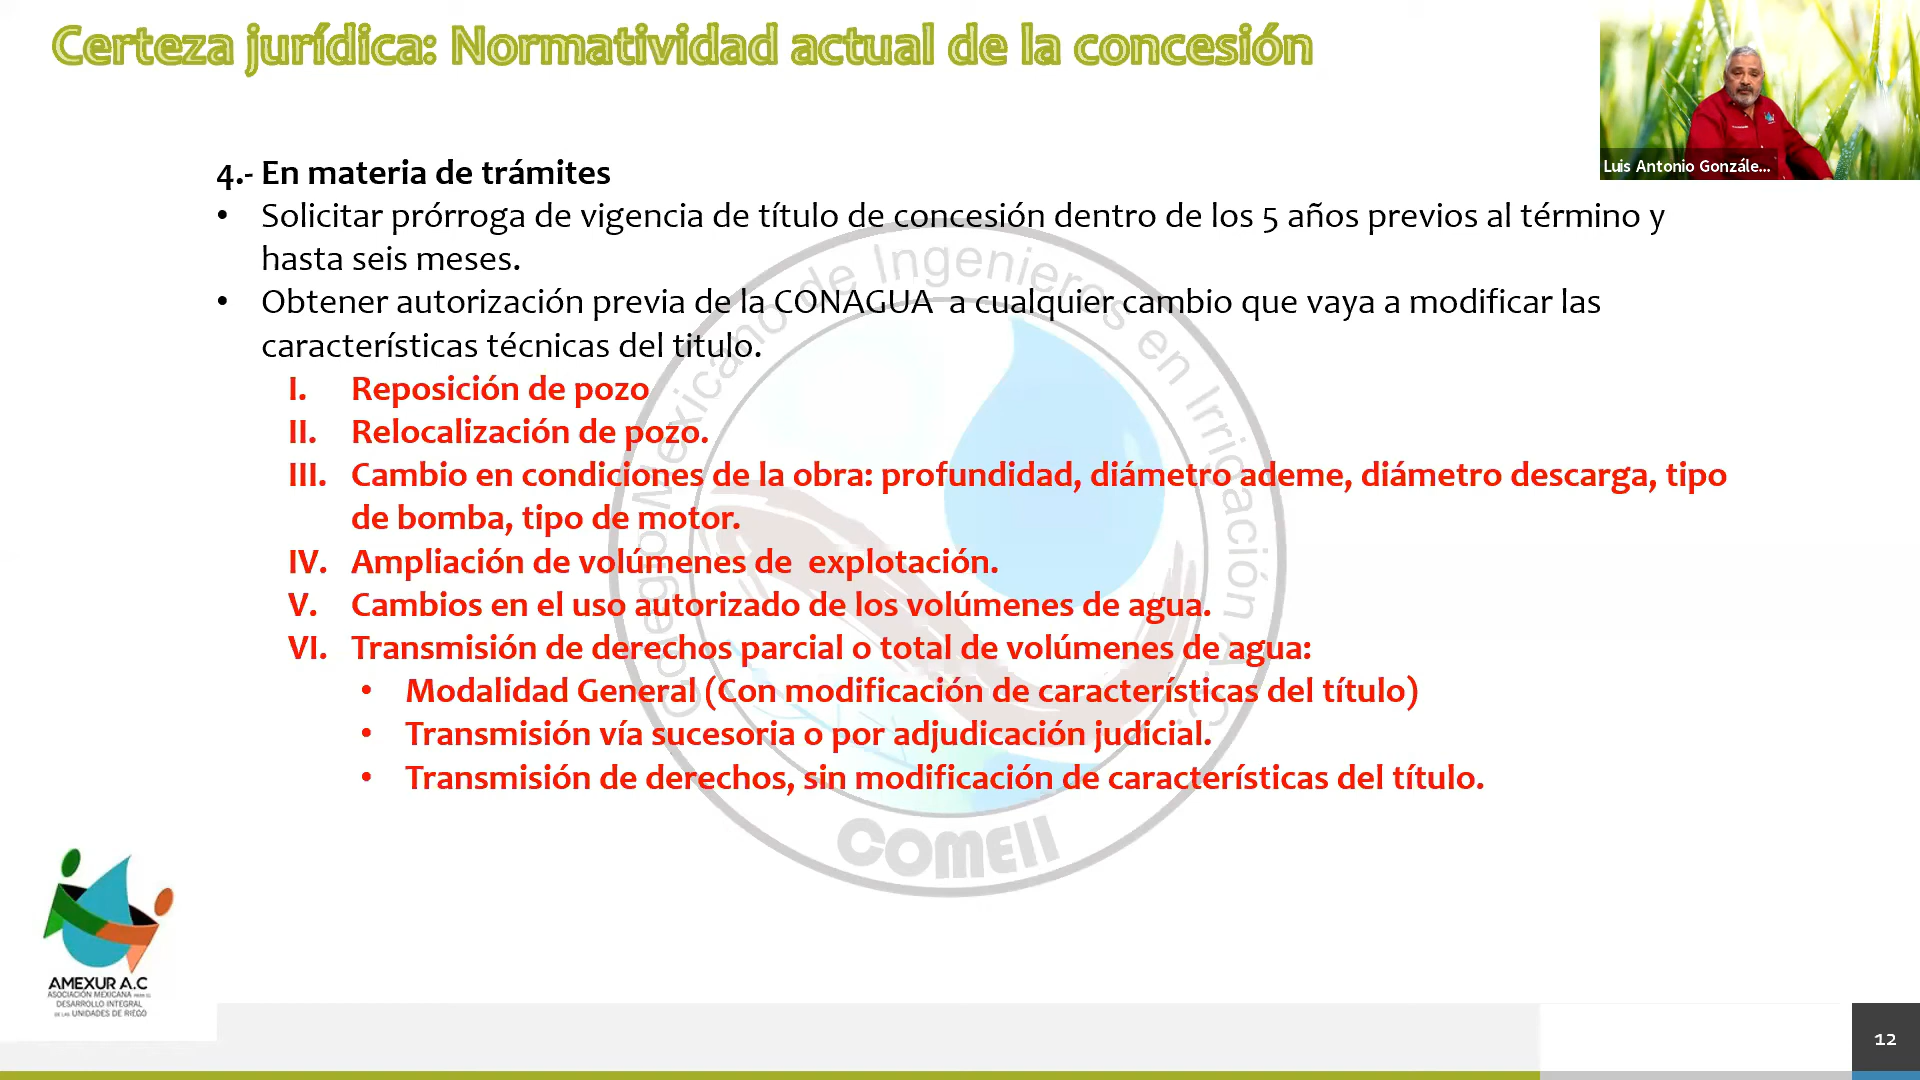 Certeza jurídica: Normatividad actual de la concesión
Luis Antonio Gonzále...
4.- En materia de trámites
• Solicitar prórroga de vigencia de título de concesión dentro de los 5 años previos al término y
hasta seis meses.
• Obtener autorización previa de la CONAGUA a cualquier cambio que vaya a modificar las
características técnicas del titulo.
I. Reposición de pozo
II. Relocalización de pozo.
III. Cambio en condiciones de la obra: profundidad, diámetro ademe, diámetro descarga, tipo
de bomba, tipo de motor.
IV. Ampliación de volúmenes de explotación.
V. Cambios en el uso autorizado de los volúmenes de agua.
VI. Transmisión de derechos parcial o total de volúmenes de agua:
• Modalidad General (Con modificación de características del título)
• Transmisión vía sucesoria o por adjudicación judicial.
• Transmisión de derechos, sin modificación de características del título.
Colegio Mexicano de Ingenieros en Irrigación A.C.
COMEII
AMEXUR A.C
ASOCIACIÓN MEXICANA PARA EL
DESARROLLO INTEGRAL
DE LAS UNIDADES DE RIEGO
12